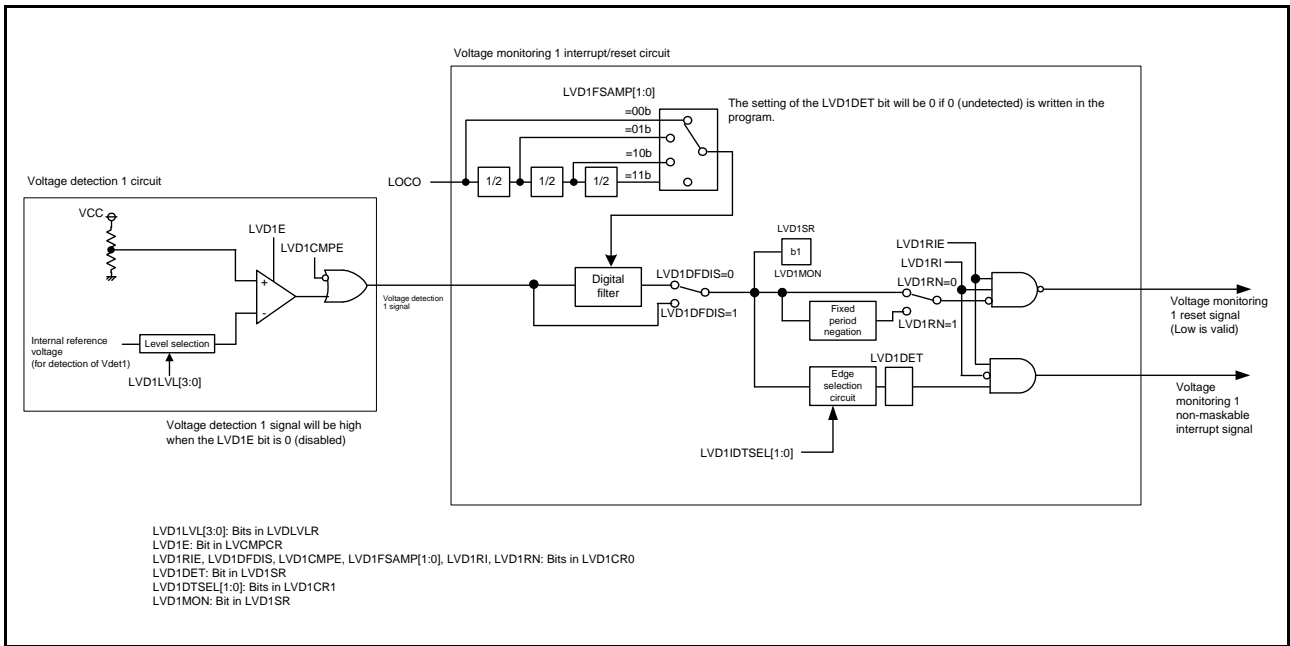 Voltage monitoring 1 interrupt/reset circuit
LVD1FSAMP[1:0]
=00b
=01b
=10b
=11b
The setting of the LVD1DET bit will be 0 if 0 (undetected) is written in the
program.
LOCO
1/2
1/2
1/2
Voltage detection 1 circuit
VCC
LVD1E
LVD1CMPE
+
-
Internal reference
voltage
(for detection of Vdet1)
Level selection
LVD1LVL[3:0]
Voltage detection
1 signal
Voltage detection 1 signal will be high
when the LVD1E bit is 0 (disabled)
Digital
filter
LVD1DFDIS=0
LVD1DFDIS=1
LVD1SR
b1
LVD1MON
Fixed
period
negation
LVD1RIE
LVD1RI
LVD1RN=0
LVD1RN=1
Edge
selection
circuit
LVD1DET
LVD1IDTSEL[1:0]
Voltage monitoring
1 reset signal
(Low is valid)
Voltage
monitoring 1
non-maskable
interrupt signal
LVD1LVL[3:0]: Bits in LVDLVLR
LVD1E: Bit in LVCMPCR
LVD1RIE, LVD1DFDIS, LVD1CMPE, LVD1FSAMP[1:0], LVD1RI, LVD1RN: Bits in LVD1CR0
LVD1DET: Bit in LVD1SR
LVD1DTSEL[1:0]: Bits in LVD1CR1
LVD1MON: Bit in LVD1SR